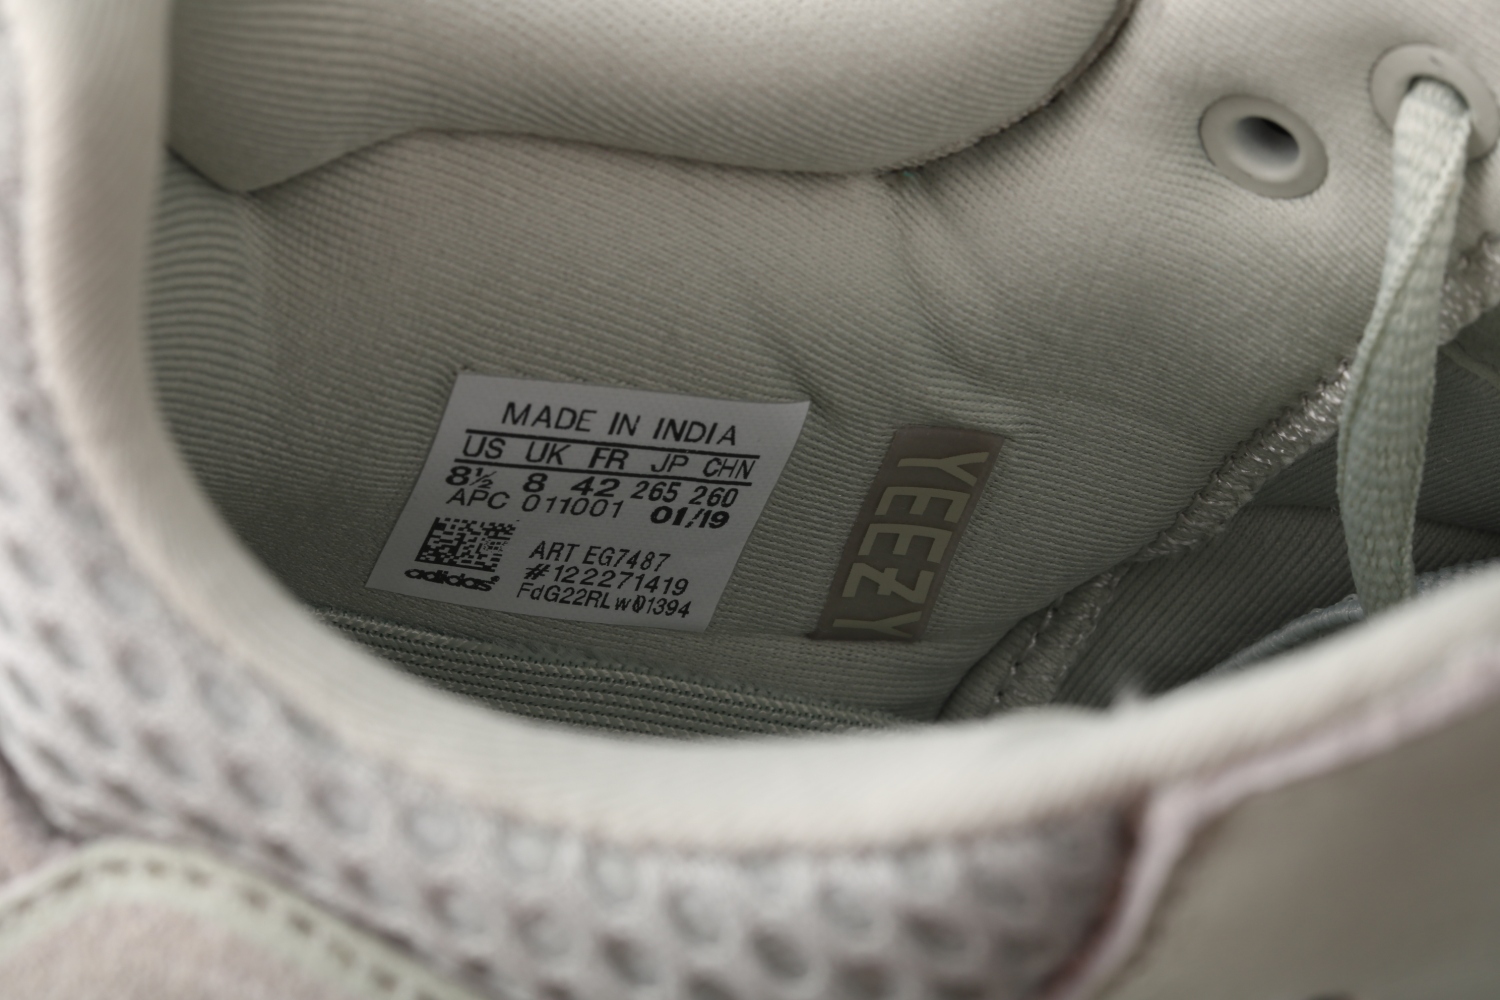 MADE IN INDIA
US UK FR JP CHN
8½ 8 42 265 260
APC 011001 01/19
ART EG7487
#122271419
FdG22RLw01394
adidas
YEEZY